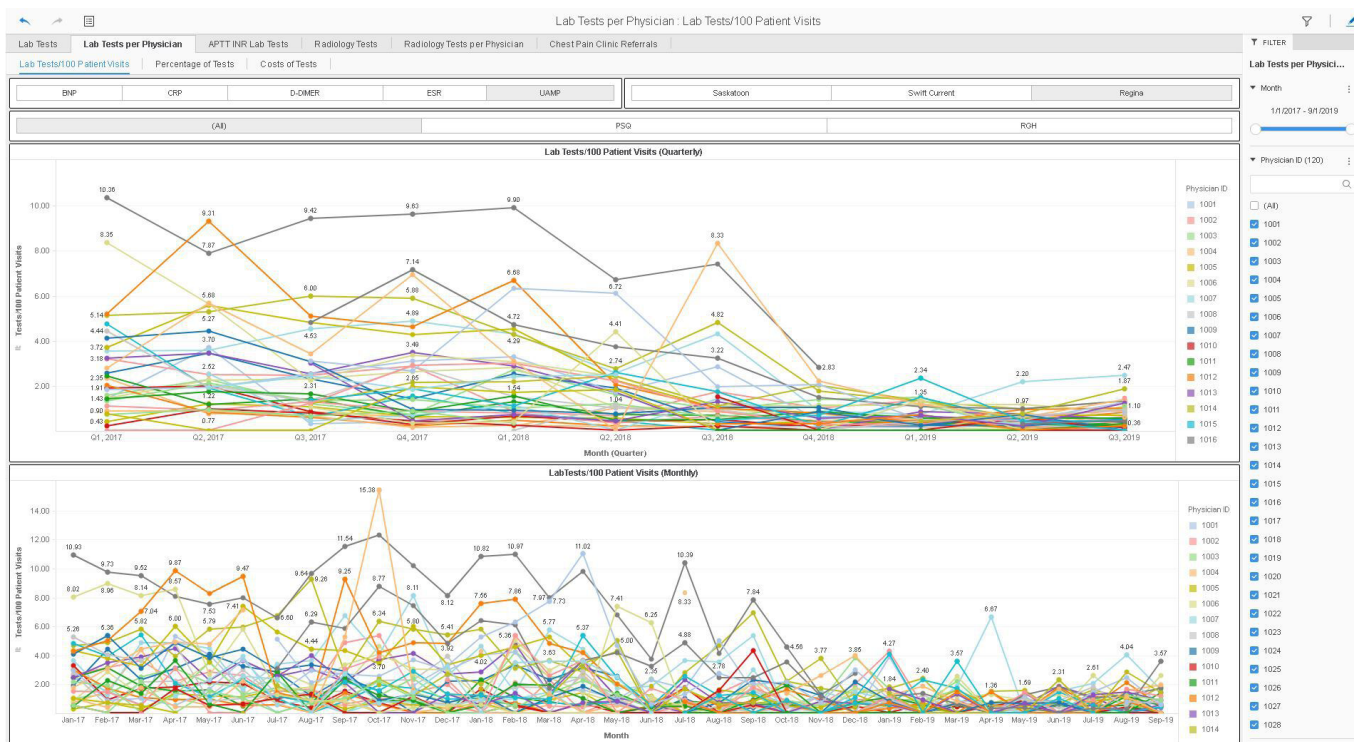 Lab Tests per Physician : Lab Tests/100 Patient Visits
Lab Tests Lab Tests per Physician APTT INR Lab Tests Radiology Tests Radiology Tests per Physician Chest Pain Clinic Referrals
Lab Tests/100 Patient Visits Percentage of Tests Costs of Tests
BNP CRP D-DIMER ESR UAMP Saskatoon Swift Current Regina
(All) PSQ RGH
Lab Tests/100 Patient Visits (Quarterly)
Tests/100 Patient Visits
10.00
8.00
6.00
4.00
2.00
10.36 9.31 9.42 9.63 9.90 8.33
8.35 7.87 7.14 6.68 6.72
5.14 5.68 6.00 5.88 4.72 4.41 4.82
4.44 5.27 4.53 4.89 4.29 2.74 3.22 2.83 2.34 2.20 2.47
3.72 3.70 3.49 1.87
3.18 2.52 2.31 2.65 1.54 1.04 1.35 0.97 1.10
2.35 1.22 0.36
1.91 0.77
1.43
0.90
0.43
Q1, 2017 Q2, 2017 Q3, 2017 Q4, 2017 Q1, 2018 Q2, 2018 Q3, 2018 Q4, 2018 Q1, 2019 Q2, 2019 Q3, 2019
Month (Quarter)
Physician ID
1001
1002
1003
1004
1005
1006
1007
1008
1009
1010
1011
1012
1013
1014
1015
1016
LabTests/100 Patient Visits (Monthly)
Tests/100 Patient Visits
14.00
12.00
10.00
8.00
6.00
4.00
2.00
15.38
10.93 9.73 9.52 9.87 9.47 9.64 11.54 10.82 10.97 11.02 10.39
8.02 8.96 8.14 8.57 9.26 9.25 8.77 8.11 8.12 7.66 7.86 7.97 7.73 7.41 8.33 7.84
7.04 7.53 7.41 6.60 6.29 6.34 6.25 6.67
5.26 5.36 5.82 6.00 5.79 4.44 5.80 5.41 5.36 5.77 5.37 5.00 4.88 4.56
3.70 3.92 4.02 3.63 2.35 2.78 3.77 3.85 4.27 3.57 4.04 3.57
1.84 2.40 1.36 1.59 2.31 2.51
Jan-17 Feb-17 Mar-17 Apr-17 May-17 Jun-17 Jul-17 Aug-17 Sep-17 Oct-17 Nov-17 Dec-17 Jan-18 Feb-18 Mar-18 Apr-18 May-18 Jun-18 Jul-18 Aug-18 Sep-18 Oct-18 Nov-18 Dec-18 Jan-19 Feb-19 Mar-19 Apr-19 May-19 Jun-19 Jul-19 Aug-19 Sep-19
Month
Physician ID
1001
1002
1003
1004
1005
1006
1007
1008
1009
1010
1011
1012
1013
1014
FILTER
Lab Tests per Physici...
Month
1/1/2017 - 9/1/2019
Physician ID (120)
(All)
1001
1002
1003
1004
1005
1006
1007
1008
1009
1010
1011
1012
1013
1014
1015
1016
1017
1018
1019
1020
1021
1022
1023
1024
1025
1026
1027
1028